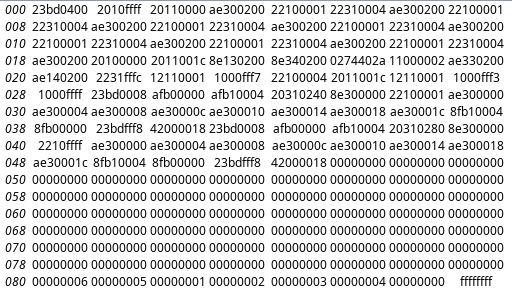 000 23bd0400 2010ffff 20110000 ae300200 22100001 22310004 ae300200 22100001
008 22310004 ae300200 22100001 22310004 ae300200 22100001 22310004 ae300200
010 22100001 22310004 ae300200 22100001 22310004 ae300200 22100001 22310004
018 ae300200 20100000 2011001c 8e130200 8e340200 0274402a 11000002 ae330200
020 ae140200 2231fffc 12110001 1000fff7 22100004 2011001c 12110001 1000fff3
028 1000ffff 23bd0008 afb00000 afb10004 20310240 8e300000 22100001 ae300000
030 ae300004 ae300008 ae30000c ae300010 ae300014 ae300018 ae30001c 8fb10004
038 8fb00000 23bdfff8 42000018 23bd0008 afb00000 afb10004 20310280 8e300000
040 2210ffff ae300000 ae300004 ae300008 ae30000c ae300010 ae300014 ae300018
048 ae30001c 8fb10004 8fb00000 23bdfff8 42000018 00000000 00000000 00000000
050 00000000 00000000 00000000 00000000 00000000 00000000 00000000 00000000
058 00000000 00000000 00000000 00000000 00000000 00000000 00000000 00000000
060 00000000 00000000 00000000 00000000 00000000 00000000 00000000 00000000
068 00000000 00000000 00000000 00000000 00000000 00000000 00000000 00000000
070 00000000 00000000 00000000 00000000 00000000 00000000 00000000 00000000
078 00000000 00000000 00000000 00000000 00000000 00000000 00000000 00000000
080 00000006 00000005 00000001 00000002 00000003 00000004 00000000 ffffffff